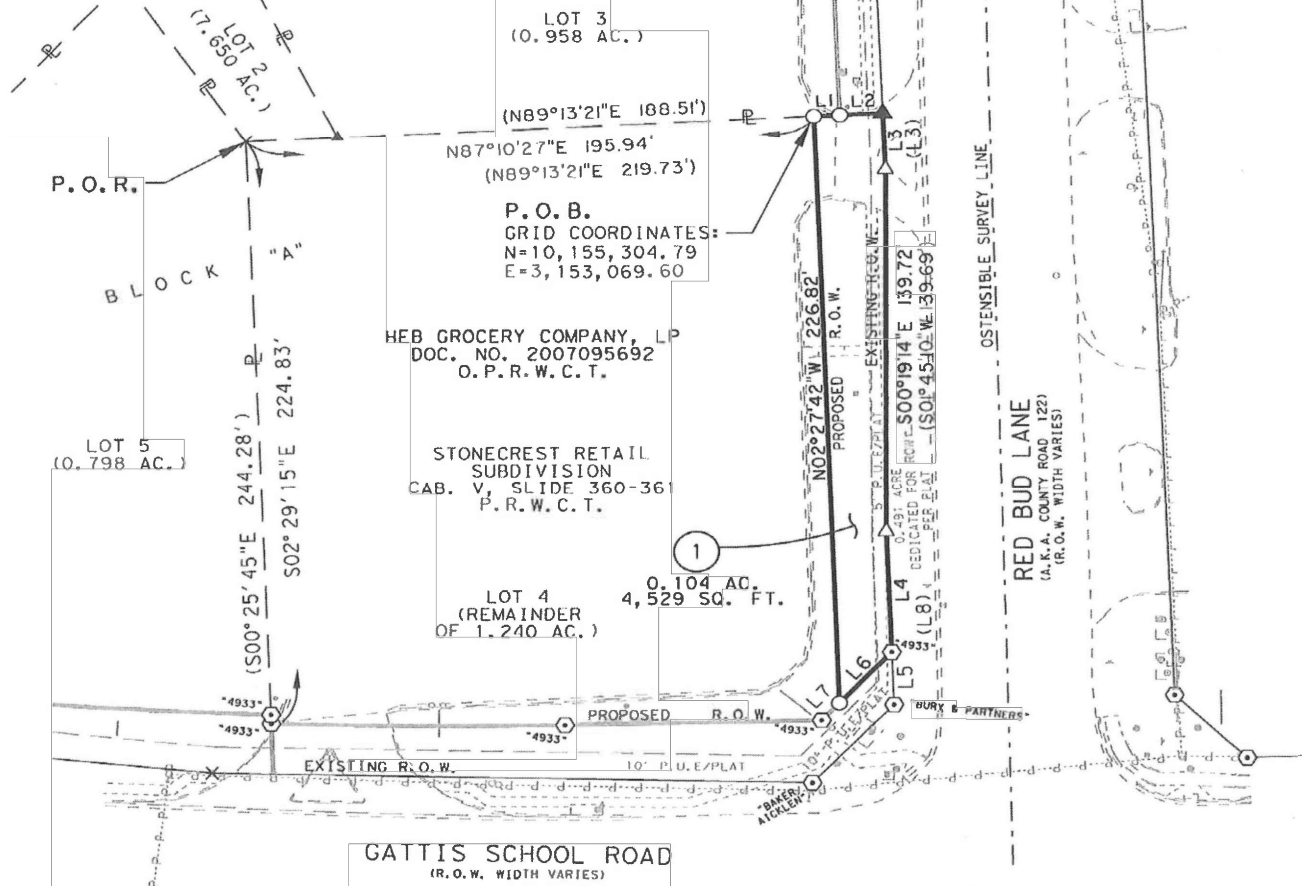 LOT 3
(0.958 AC.)
LOT 2
(7.650 AC.)
(N89°13'21"E 188.51')
PL
L1
L2
L3
(L3)
N87°10'27"E 195.94'
(N89°13'21"E 219.73')
P.O.R.
P.O.B.
GRID COORDINATES:
N=10,155,304.79
E=3,153,069.60
BLOCK "A"
HEB GROCERY COMPANY, LP
DOC. NO. 2007095692
O.P.R.W.C.T.
STONECREST RETAIL
SUBDIVISION
CAB. V, SLIDE 360-361
P.R.W.C.T.
LOT 5
(0.798 AC.)
(S00°25'45"E 244.28')
S02°29'15"E 224.83'
N02°27'42"W 226.82'
PROPOSED R.O.W.
EXISTING R.O.W.
5' P.U.E/PLAT
S00°19'14"E 139.72
(S01°45'10"W 139.69')
0.491 ACRE
DEDICATED FOR ROW
PER PLAT
OSTENSIBLE SURVEY LINE
RED BUD LANE
(A.K.A. COUNTY ROAD 122)
(R.O.W. WIDTH VARIES)
1
0.104 AC.
4,529 SQ. FT.
LOT 4
(REMAINDER
OF 1.240 AC.)
L4
(L8)
"4933"
L5
L6
L7
"4933"
"4933"
"4933"
"4933"
PROPOSED R.O.W.
BURY & PARTNERS"
10' P.U.E/PLAT
EXISTING R.O.W.
10' P.U.E/PLAT
"BAKER
AICKLEN"
GATTIS SCHOOL ROAD
(R.O.W. WIDTH VARIES)